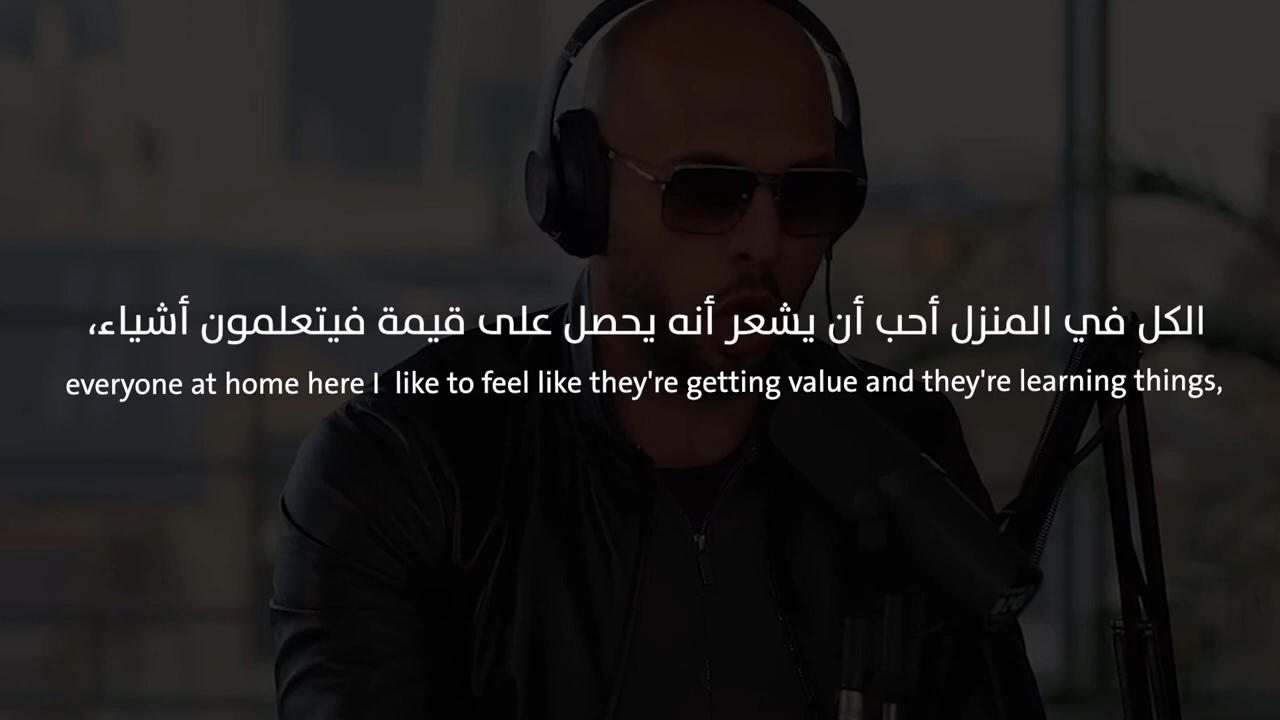 الكل في المنزل أحب أن يشعر أنه يحصل على قيمة فيتعلمون أشياء،
everyone at home here I  like to feel like they're getting value and they're learning things,